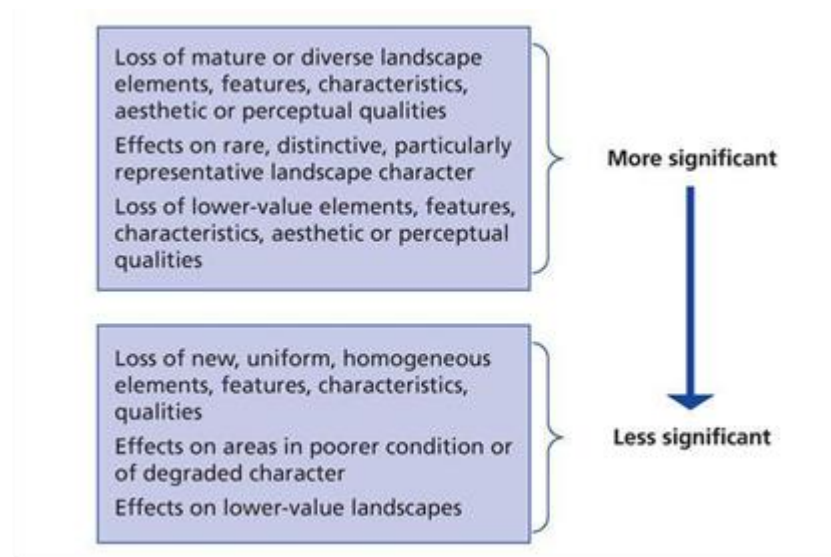 Loss of mature or diverse landscape
elements, features, characteristics,
aesthetic or perceptual qualities
Effects on rare, distinctive, particularly
representative landscape character
Loss of lower-value elements, features,
characteristics, aesthetic or perceptual
qualities
More significant
Loss of new, uniform, homogeneous
elements, features, characteristics,
qualities
Effects on areas in poorer condition or
of degraded character
Effects on lower-value landscapes
Less significant